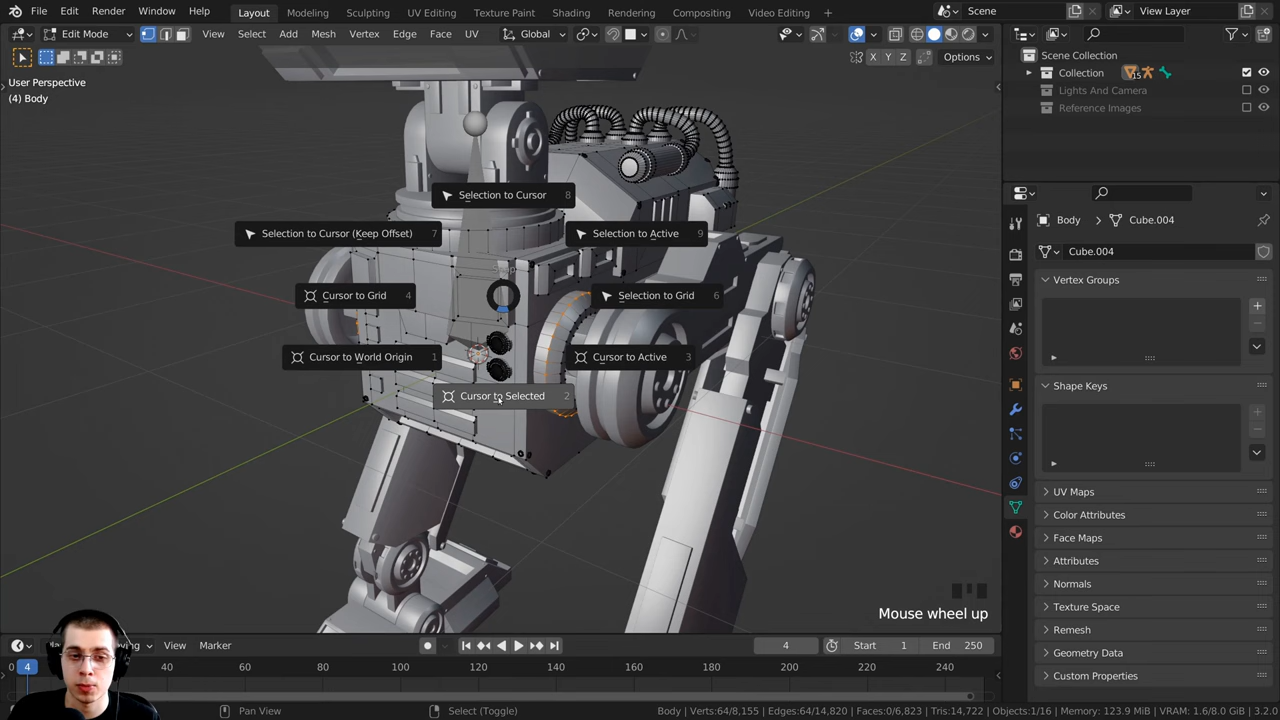 File Edit Render Window Help Layout Modeling Sculpting UV Editing Texture Paint Shading Rendering Compositing Video Editing + Scene View Layer
Edit Mode View Select Add Mesh Vertex Edge Face UV Global
X Y Z Options
User Perspective
(4) Body
Selection to Cursor 8
Selection to Cursor (Keep Offset) 7
Selection to Active 9
Cursor to Grid 4
Selection to Grid 6
Cursor to World Origin 1
Cursor to Active 3
Cursor to Selected 2
Mouse wheel up
Scene Collection
Collection 15
Lights And Camera
Reference Images
Body > Cube.004
Cube.004
Vertex Groups
Shape Keys
UV Maps
Color Attributes
Face Maps
Attributes
Normals
Texture Space
Remesh
Geometry Data
Custom Properties
View Marker
4 Start 1 End 250
0 4 40 60 80 100 120 140 160 180 200 220 240
Pan View Select (Toggle) Body | Verts:64/8,155 | Edges:64/14,820 | Faces:0/6,823 | Tris:14,722 | Objects:1/16 | Memory: 123.9 MiB | VRAM: 1.6/8.0 GiB | 3.2.0